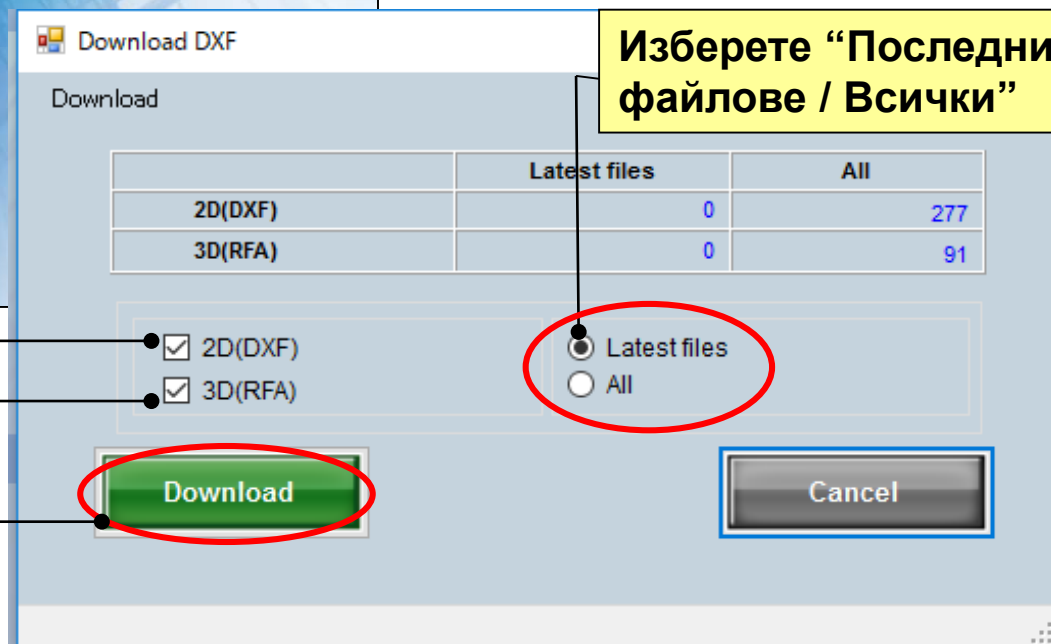 Download DXF
Изберете “Последни
файлове / Всички”
Download
Latest files All
2D(DXF) 0 277
3D(RFA) 0 91
2D(DXF) Latest files
3D(RFA) All
Download Cancel